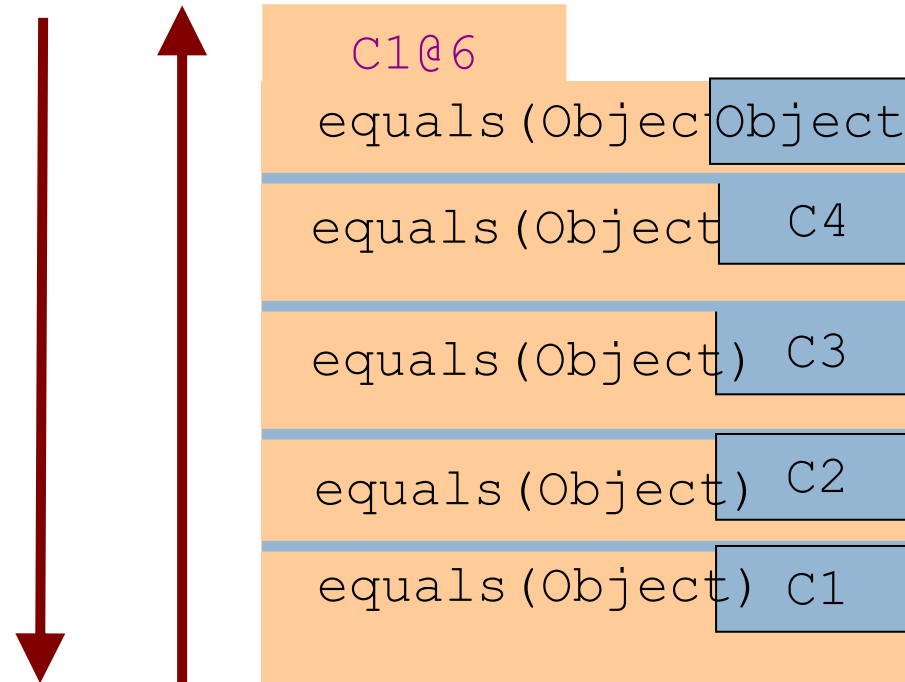 C1@6
equals(Objec Object
equals(Object C4
equals(Object) C3
equals(Object) C2
equals(Object) C1